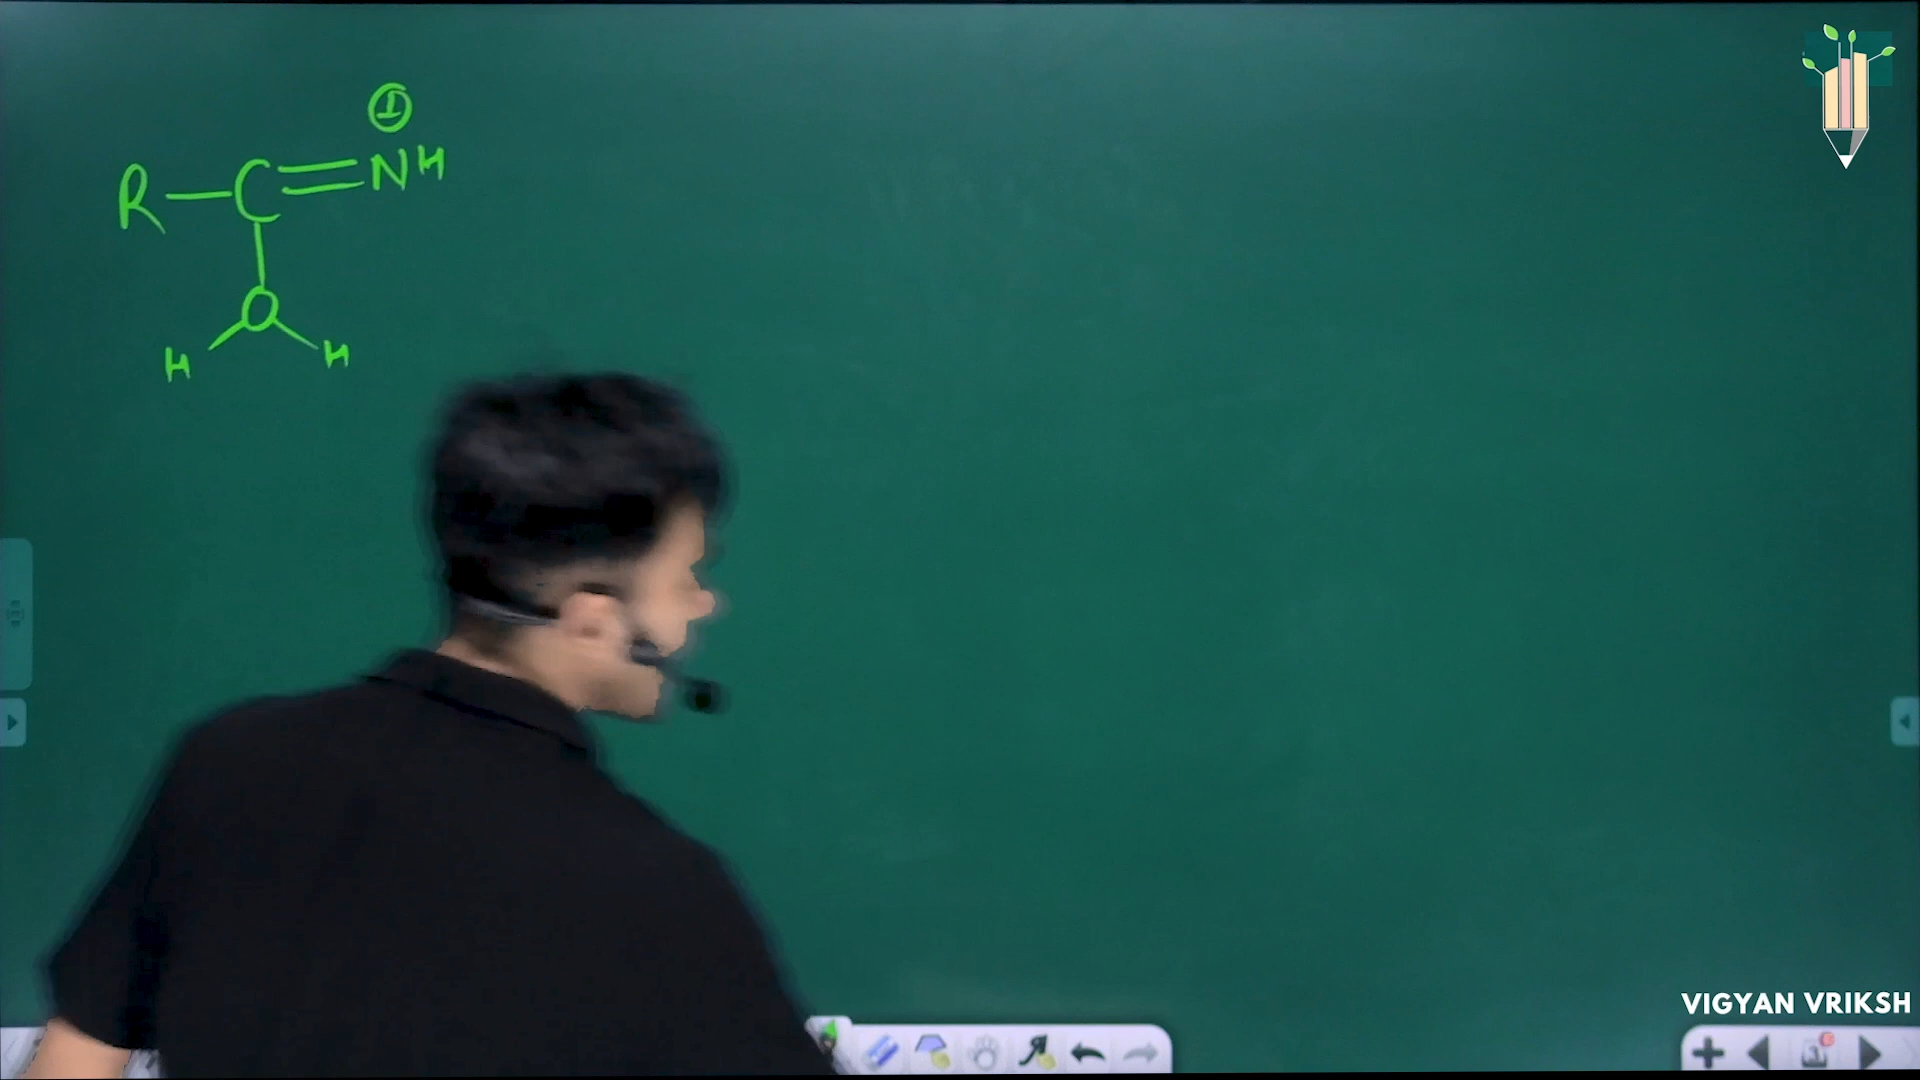 ①
R—C=NH
O
H H
VIGYAN VRIKSH